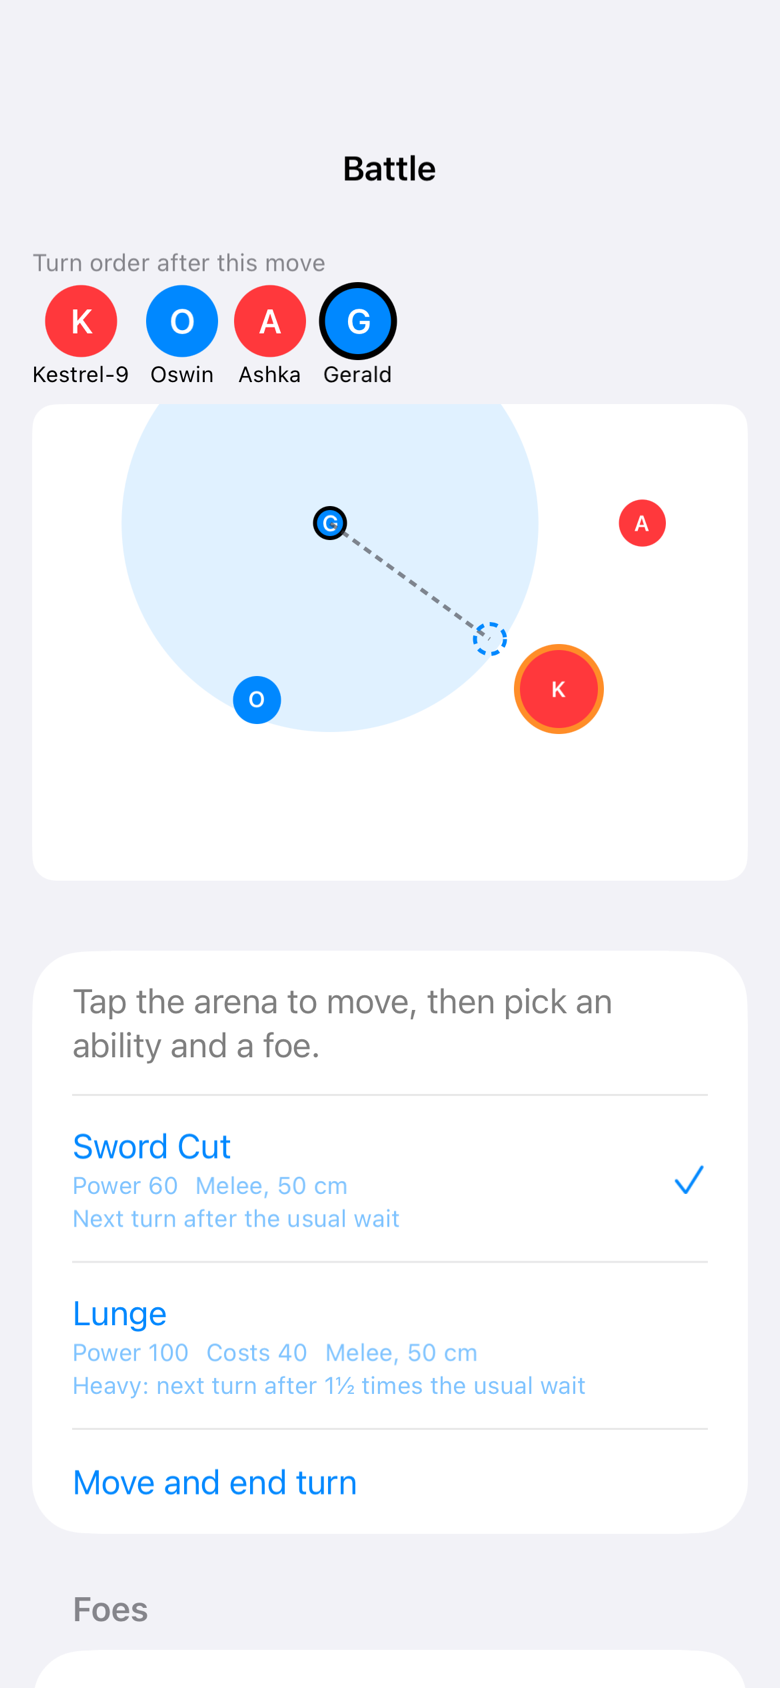 Battle
Turn order after this move
K O A G
Kestrel-9 Oswin Ashka Gerald
G A
K
O
Tap the arena to move, then pick an
ability and a foe.
Sword Cut
Power 60 Melee, 50 cm
Next turn after the usual wait
Lunge
Power 100 Costs 40 Melee, 50 cm
Heavy: next turn after 1½ times the usual wait
Move and end turn
Foes